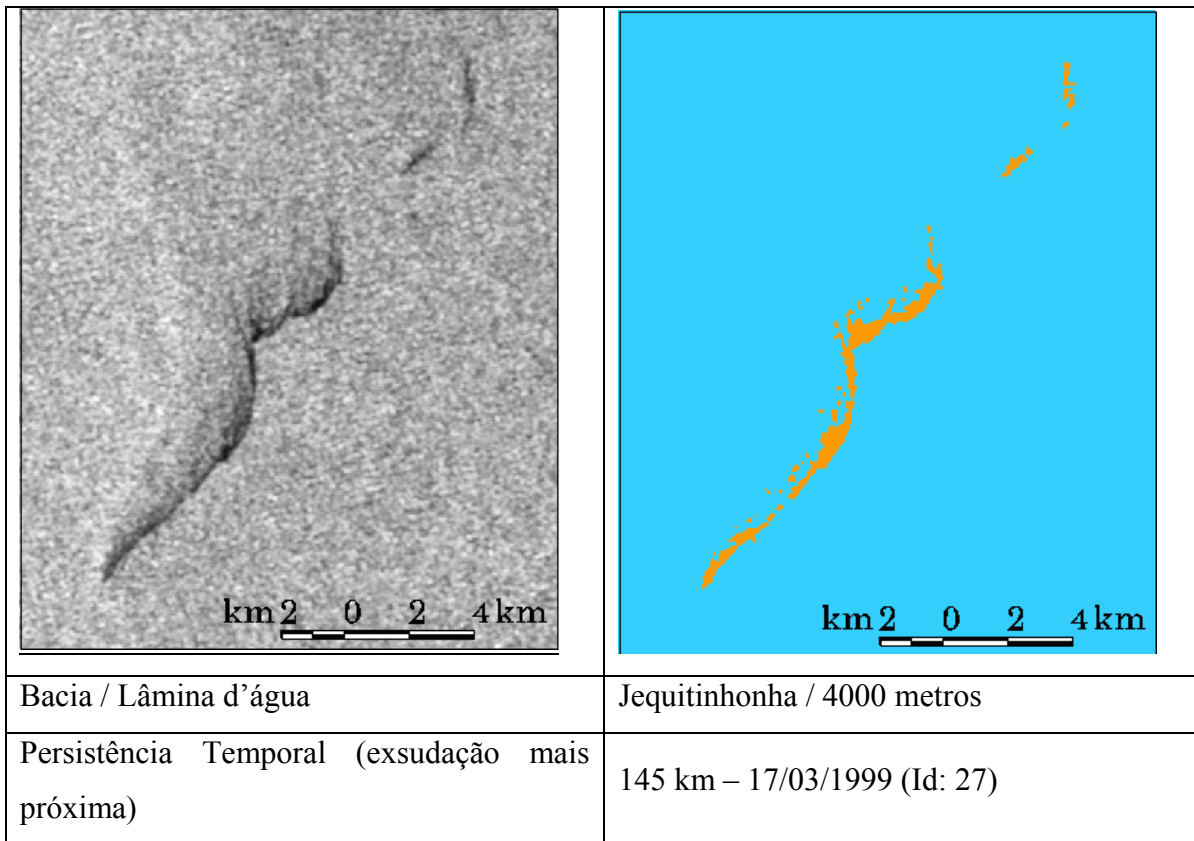 km 2 0 2 4 km
km 2 0 2 4 km
Bacia / Lâmina d’água
Jequitinhonha / 4000 metros
Persistência Temporal (exsudação mais
próxima)
145 km – 17/03/1999 (Id: 27)